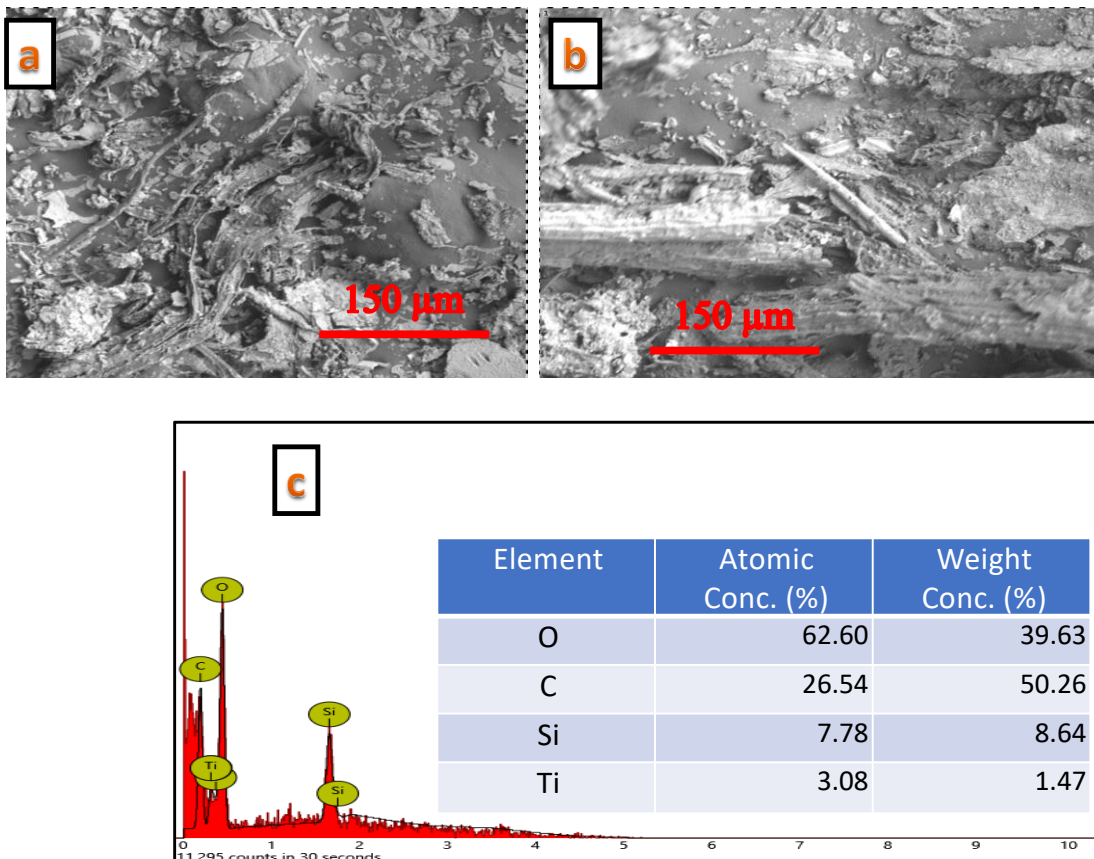 a
b
150 µm
150 µm
c
Element Atomic Conc. (%) Weight Conc. (%)
O 62.60 39.63
C 26.54 50.26
Si 7.78 8.64
Ti 3.08 1.47
O
C
Si
Ti
Si
0 1 2 3 4 5 6 7 8 9 10
11,295 counts in 30 seconds